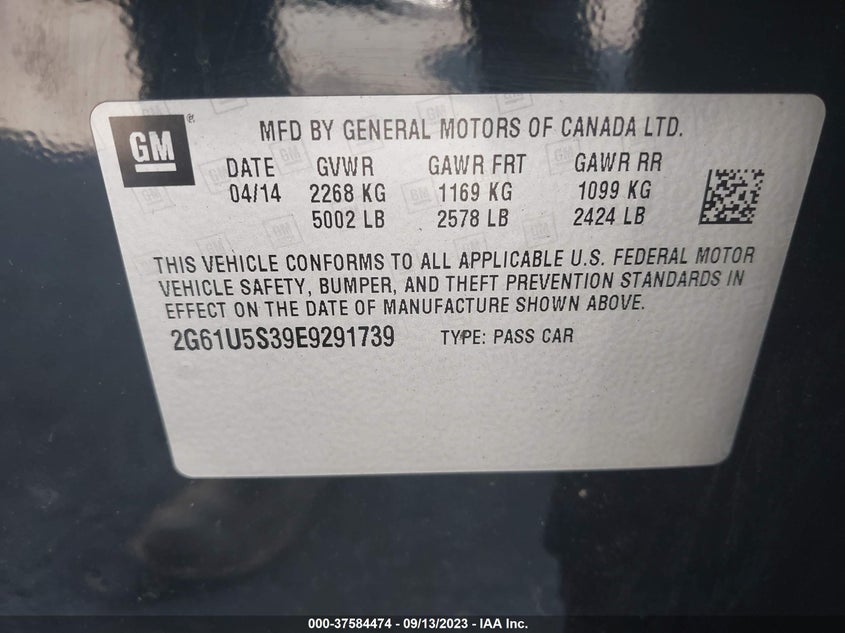 GM
MFD BY GENERAL MOTORS OF CANADA LTD.
DATE GVWR GAWR FRT GAWR RR
04/14 2268 KG 1169 KG 1099 KG
5002 LB 2578 LB 2424 LB
THIS VEHICLE CONFORMS TO ALL APPLICABLE U.S. FEDERAL MOTOR
VEHICLE SAFETY, BUMPER, AND THEFT PREVENTION STANDARDS IN
EFFECT ON THE DATE OF MANUFACTURE SHOWN ABOVE.
2G61U5S39E9291739 TYPE: PASS CAR
000-37584474 - 09/13/2023 - IAA Inc.